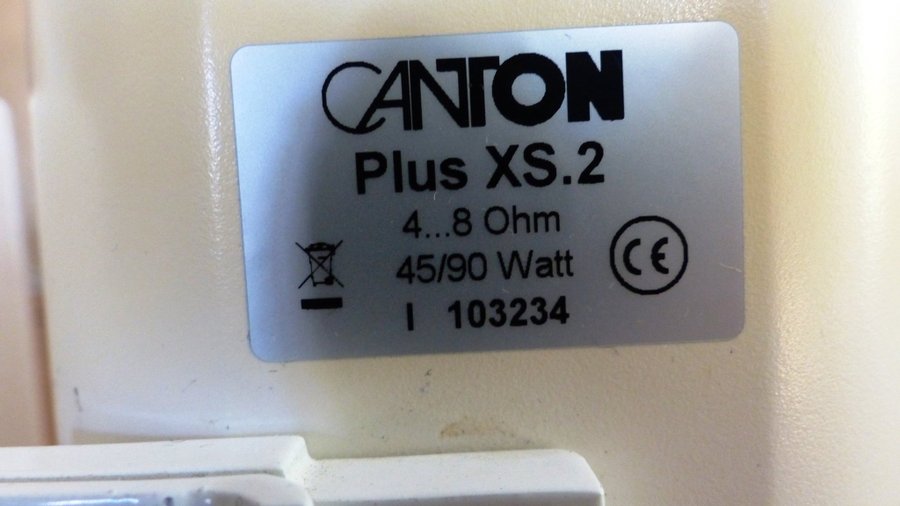 CANTON
Plus XS.2
4...8 Ohm
45/90 Watt
CE
I 103234